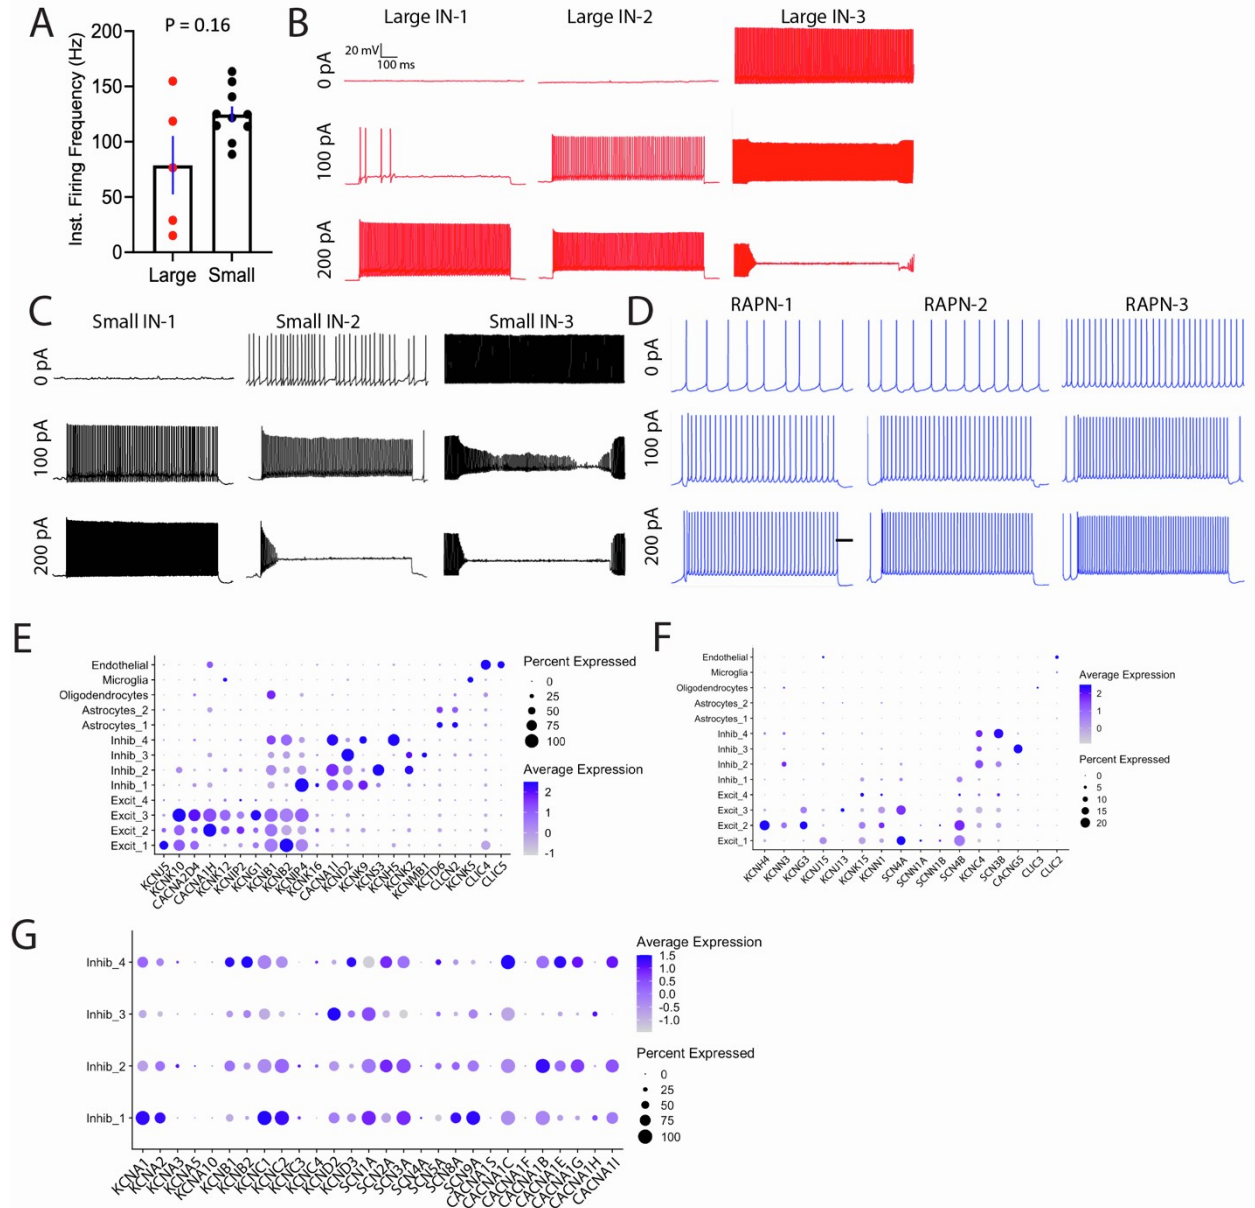 A
P = 0.16
Inst. Firing Frequency (Hz)
200
150
100
50
0
Large
Small
B
Large IN-1
Large IN-2
Large IN-3
20 mV
100 ms
0 pA
100 pA
200 pA
C
Small IN-1
Small IN-2
Small IN-3
0 pA
100 pA
200 pA
D
RAPN-1
RAPN-2
RAPN-3
0 pA
100 pA
200 pA
E
Endothelial
Microglia
Oligodendrocytes
Astrocytes_2
Astrocytes_1
Inhib_4
Inhib_3
Inhib_2
Inhib_1
Excit_4
Excit_3
Excit_2
Excit_1
KCNJ5
KCNK10
CACNA2D4
CACNA1H
KCNK12
KCNIP2
KCNG1
KCNB1
KCNB2
KCNIP4
KCNK16
CACNA1I
KCND2
KCNK9
KCNH5
KCNS3
KCNK2
KCNMB1
KCTD6
CLCN2
KCNK5
CLIC4
CLIC5
Percent Expressed
0
25
50
75
100
Average Expression
2
1
0
-1
F
Endothelial
Microglia
Oligodendrocytes
Astrocytes_2
Astrocytes_1
Inhib_4
Inhib_3
Inhib_2
Inhib_1
Excit_4
Excit_3
Excit_2
Excit_1
KCNH4
KCNN3
KCNG3
KCNJ15
KCNJ13
KCNK15
KCNN1
SCN4A
SCNN1A
SCNN1B
SCN4B
KCNC4
SCN3B
CACNG5
CLIC3
CLIC2
Average Expression
2
1
0
Percent Expressed
0
5
10
15
20
G
Inhib_4
Inhib_3
Inhib_2
Inhib_1
KCNA1
KCNA2
KCNA3
KCNA5
KCNA10
KCNB1
KCNB2
KCNC1
KCNC2
KCNC3
KCNC4
KCND2
KCND3
SCN1A
SCN2A
SCN3A
SCN4A
SCN5A
SCN8A
SCN9A
CACNA1S
CACNA1C
CACNA1F
CACNA1B
CACNA1E
CACNA1G
CACNA1H
CACNA1I
Average Expression
1.5
1.0
0.5
0.0
-0.5
-1.0
Percent Expressed
0
25
50
75
100